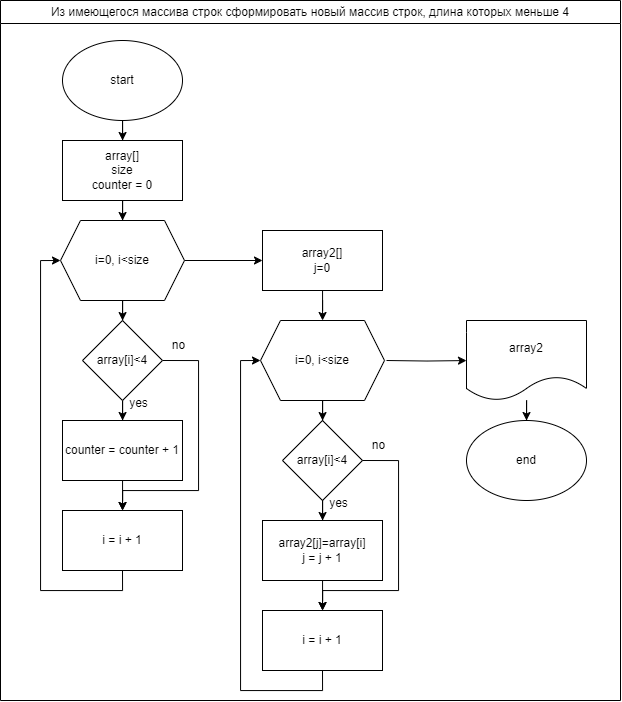 Из имеющегося массива строк сформировать новый массив строк, длина которых меньше 4
start
array[]
size
counter = 0
i=0, i<size
array[i]<4
no
yes
counter = counter + 1
i = i + 1
array2[]
j=0
i=0, i<size
array[i]<4
no
yes
array2[j]=array[i]
j = j + 1
i = i + 1
array2
end